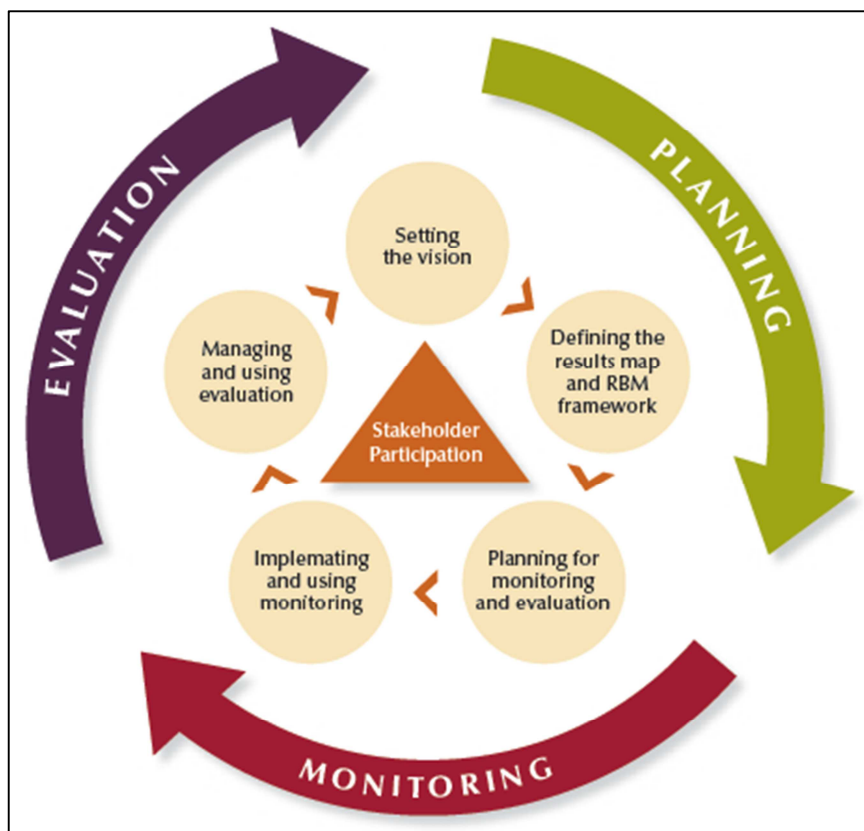 EVALUATION
PLANNING
MONITORING
Setting
the vision
Defining the
results map
and RBM
framework
Planning for
monitoring
and evaluation
Implemating
and using
monitoring
Managing
and using
evaluation
Stakeholder
Participation